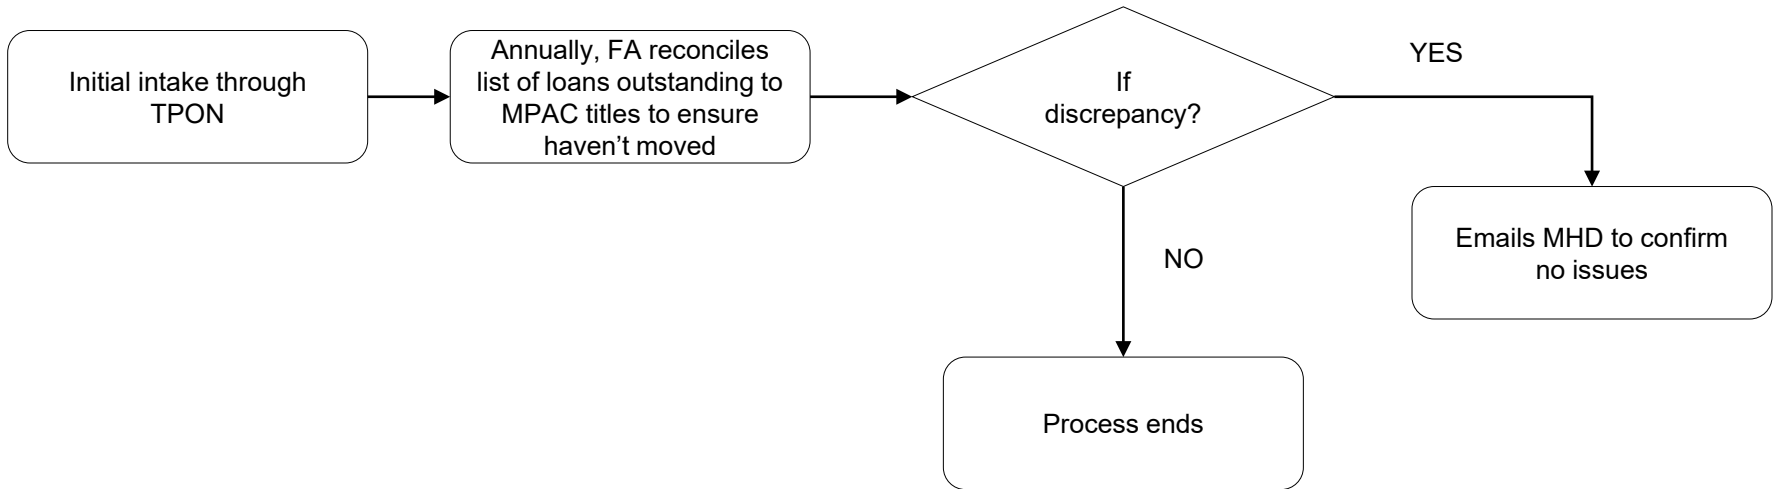 Initial intake through
TPON
Annually, FA reconciles
list of loans outstanding to
MPAC titles to ensure
haven’t moved
If
discrepancy?
YES
Emails MHD to confirm
no issues
NO
Process ends